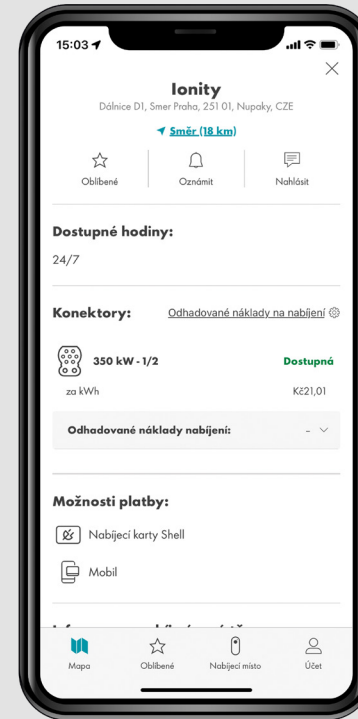 15:03
Ionity
Dálnice D1, Smer Praha, 251 01, Nupaky, CZE
Směr (18 km)
Oblíbené
Oznámit
Nahlásit
Dostupné hodiny:
24/7
Konektory:
Odhadované náklady na nabíjení
350 kW - 1/2
Dostupná
za kWh
Kč21,01
Odhadované náklady nabíjení:
-
Možnosti platby:
Nabíjecí karty Shell
Mobil
Mapa
Oblíbené
Nabíjecí místo
Účet